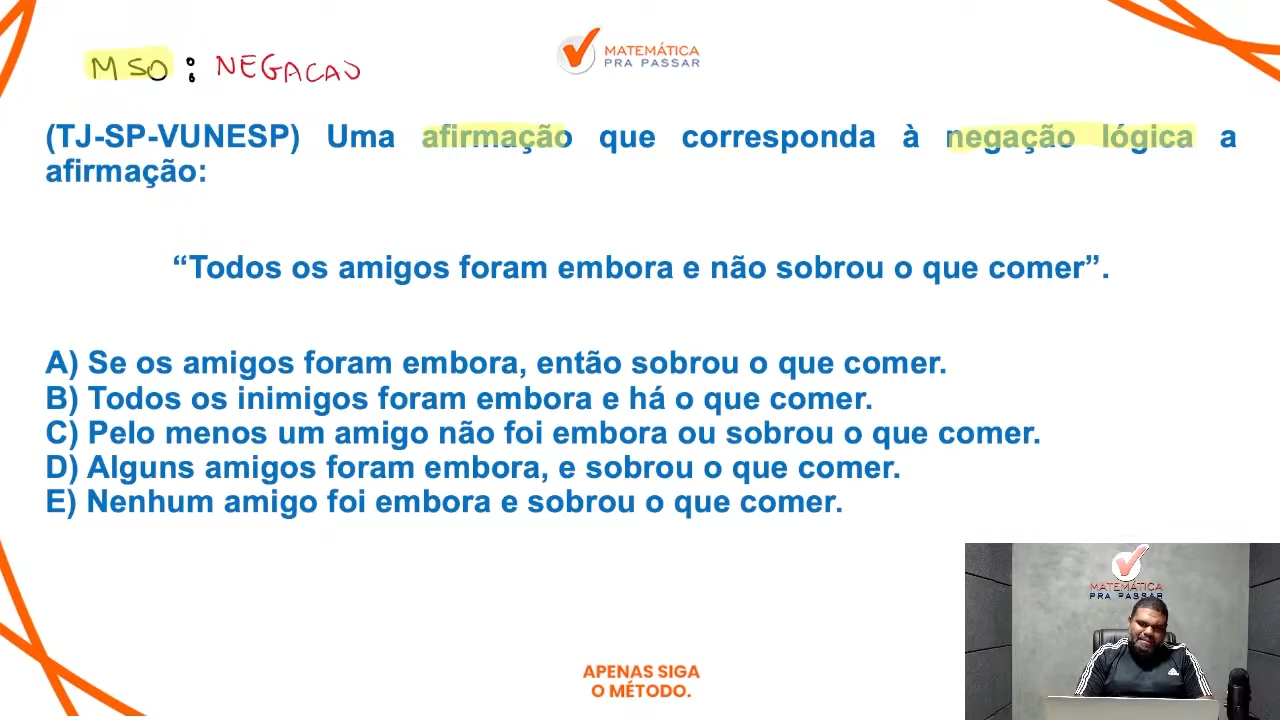 MATEMÁTICA
PRA PASSAR
MSO : NEGACAO
(TJ-SP-VUNESP) Uma afirmação que corresponda à negação lógica a
afirmação:
“Todos os amigos foram embora e não sobrou o que comer”.
A) Se os amigos foram embora, então sobrou o que comer.
B) Todos os inimigos foram embora e há o que comer.
C) Pelo menos um amigo não foi embora ou sobrou o que comer.
D) Alguns amigos foram embora, e sobrou o que comer.
E) Nenhum amigo foi embora e sobrou o que comer.
MATEMÁTICA
PRA PASSAR
APENAS SIGA
O MÉTODO.